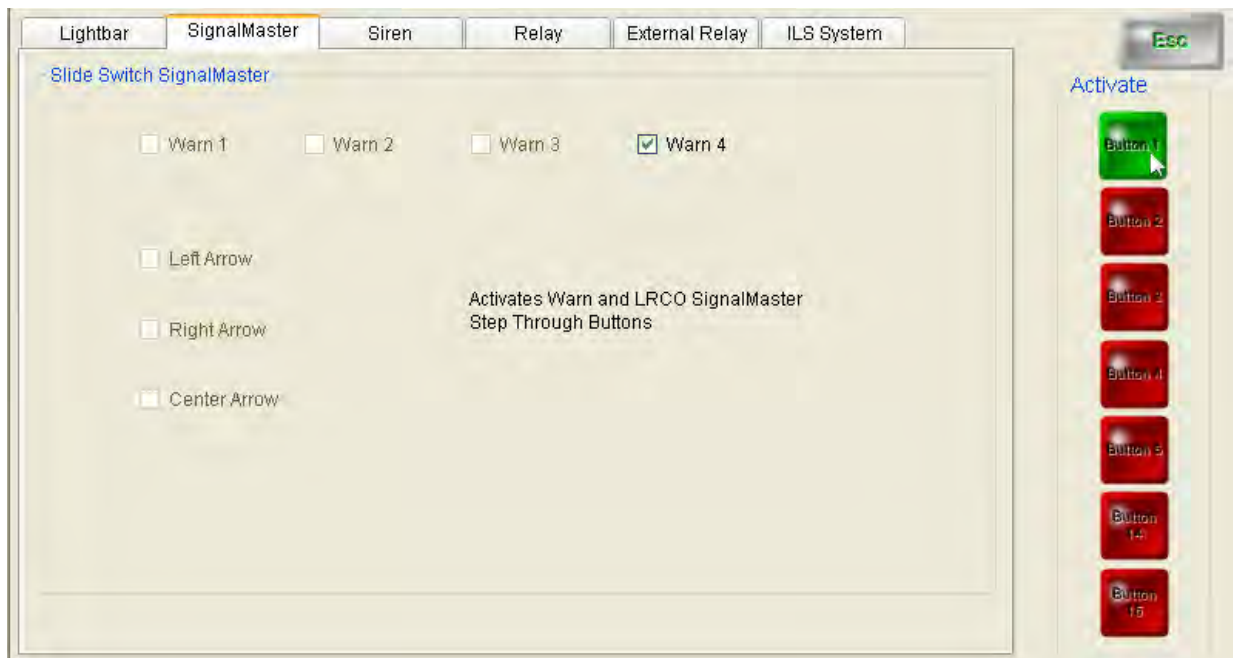 Lightbar
SignalMaster
Siren
Relay
External Relay
ILS System
Esc
Slide Switch SignalMaster
Activate
Warn 1
Warn 2
Warn 3
Warn 4
Button 1
Button 2
Left Arrow
Activates Warn and LRCO SignalMaster
Step Through Buttons
Button 3
Right Arrow
Button 4
Center Arrow
Button 5
Button
14
Button
15